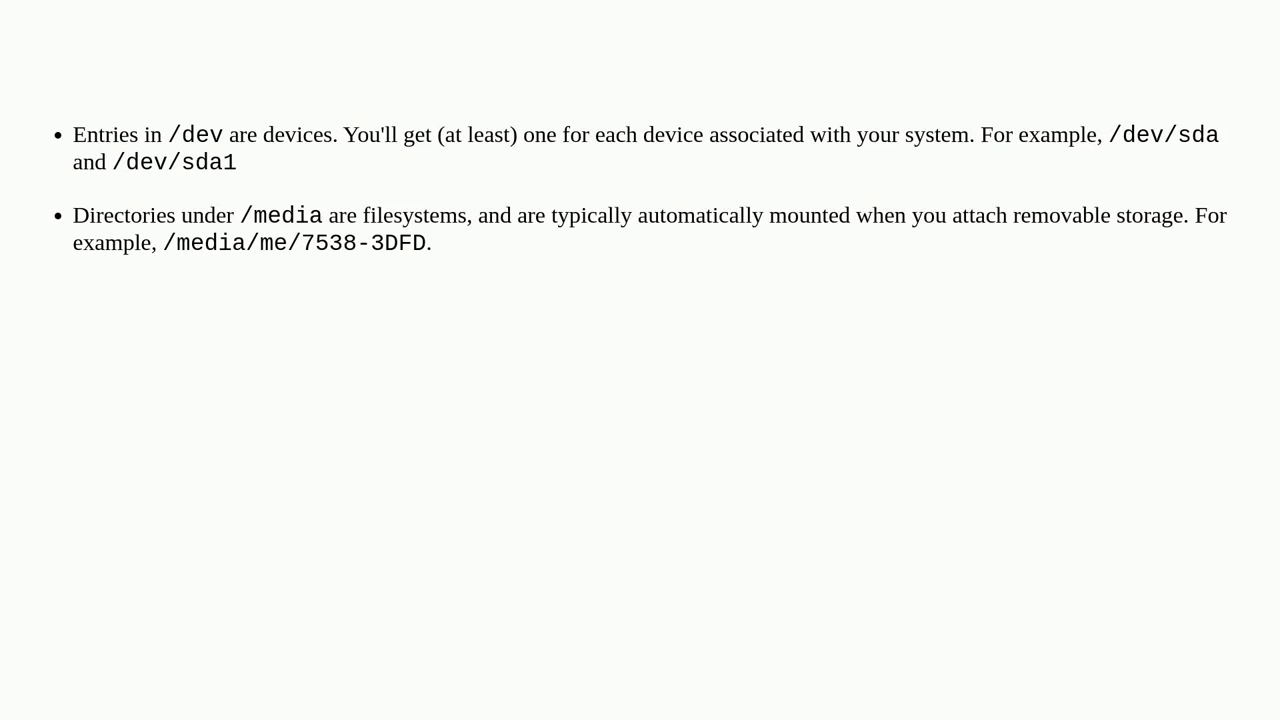 • Entries in /dev are devices. You'll get (at least) one for each device associated with your system. For example, /dev/sda
and /dev/sda1
• Directories under /media are filesystems, and are typically automatically mounted when you attach removable storage. For
example, /media/me/7538-3DFD.